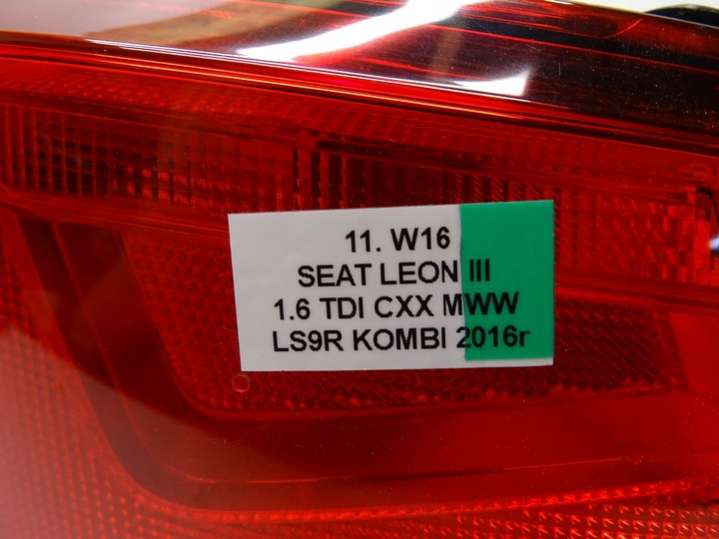 11. W16
SEAT LEON III
1.6 TDI CXX MWW
LS9R KOMBI 2016r